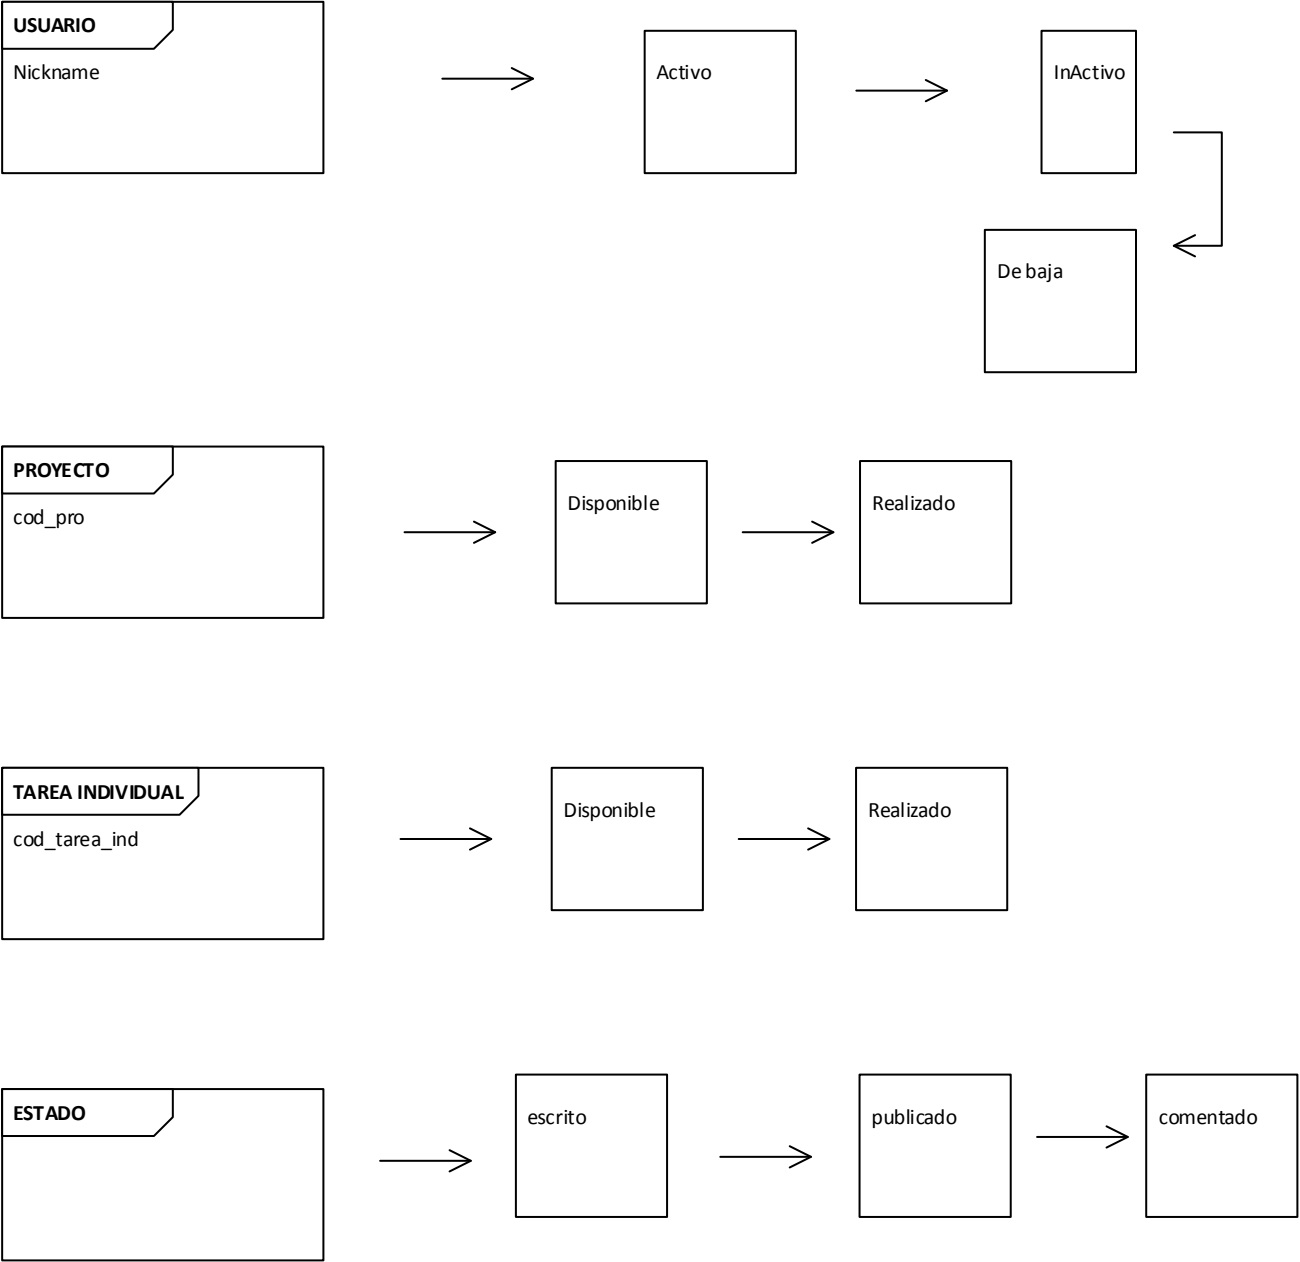 USUARIO
Nickname
Activo
InActivo
De baja
PROYECTO
cod_pro
Disponible
Realizado
TAREA INDIVIDUAL
cod_tarea_ind
Disponible
Realizado
ESTADO
escrito
publicado
comentado